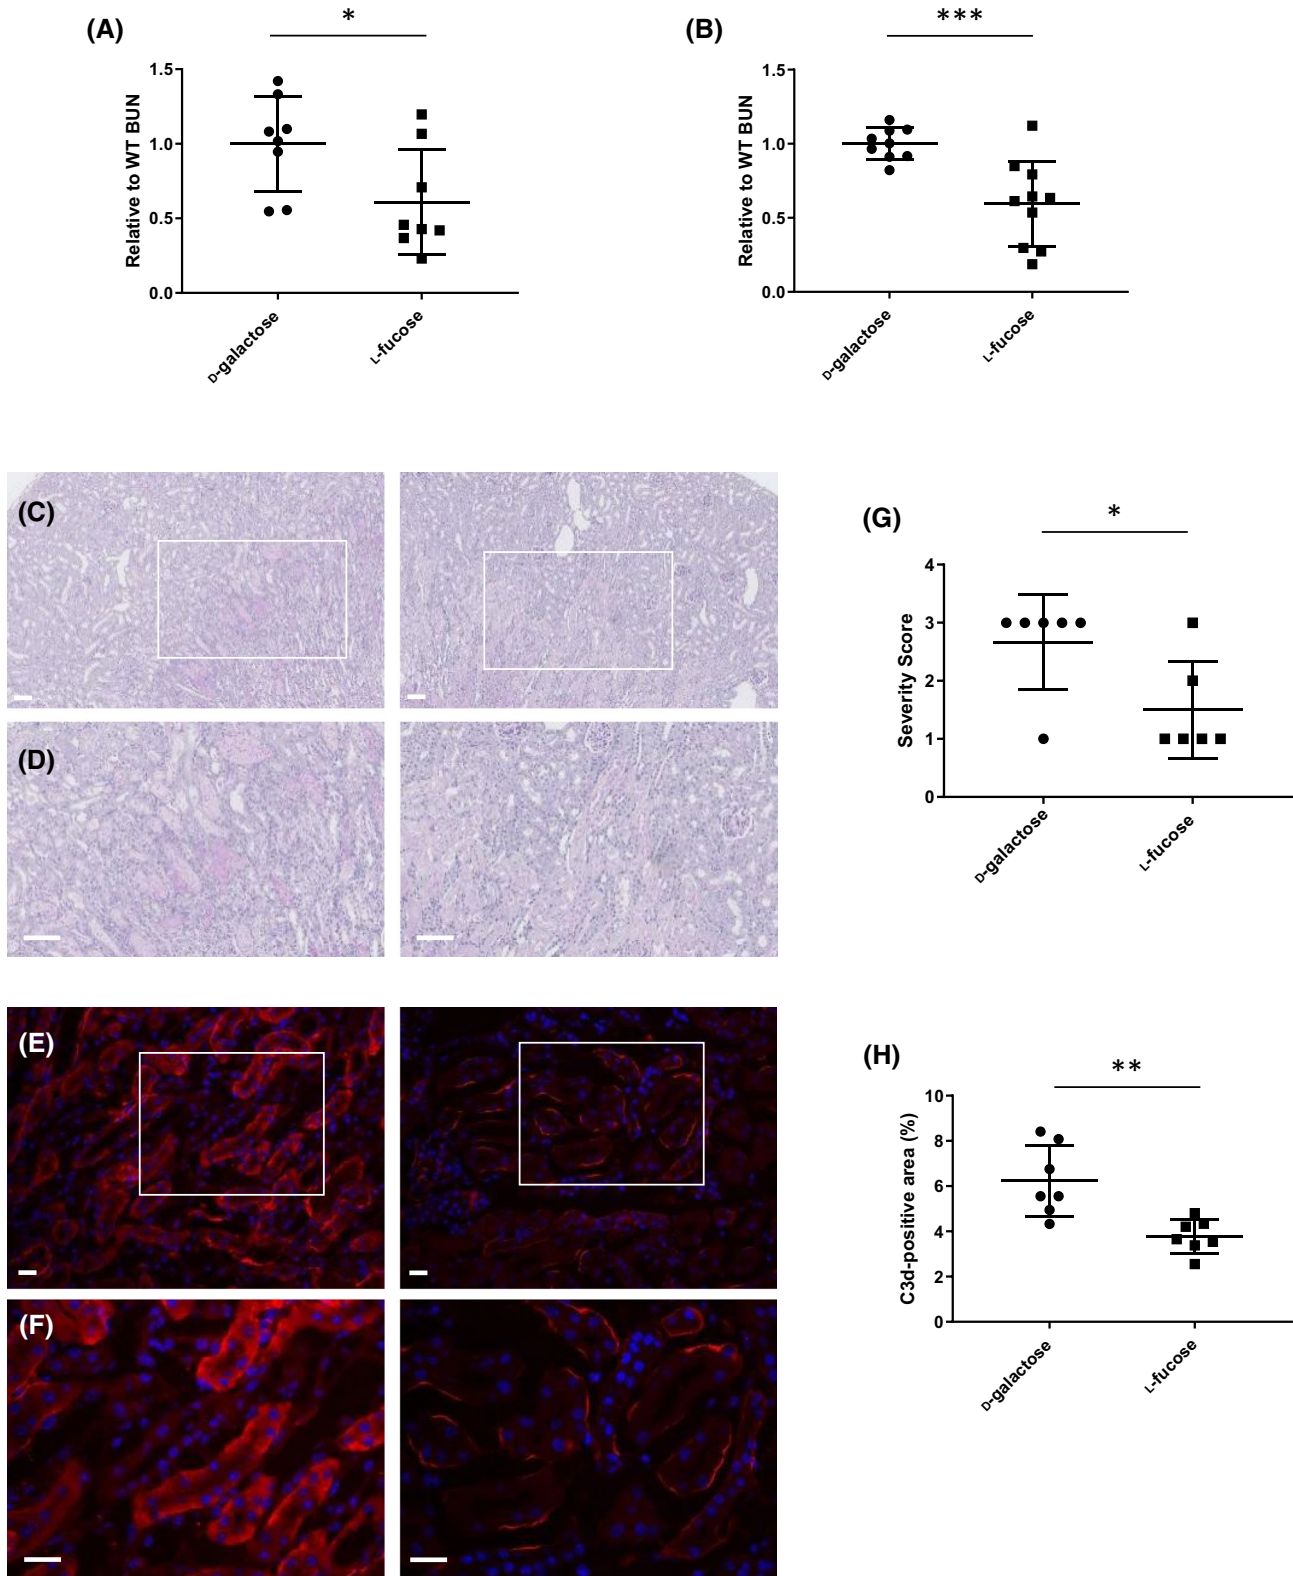 (A)
*
Relative to WT BUN
1.5
1.0
0.5
0.0
D-galactose
L-fucose
(B)
***
Relative to WT BUN
1.5
1.0
0.5
0.0
D-galactose
L-fucose
(C)
(D)
(G)
*
Severity Score
4
3
2
1
0
D-galactose
L-fucose
(E)
(F)
(H)
**
C3d-positive area (%)
10
8
6
4
2
0
D-galactose
L-fucose